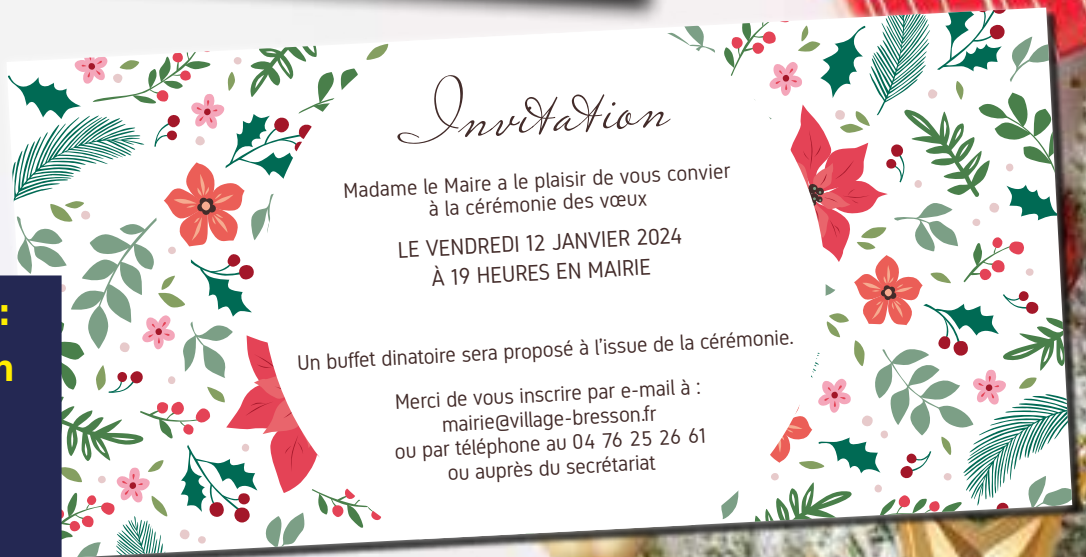 Invitation
Madame le Maire a le plaisir de vous convier
à la cérémonie des vœux
LE VENDREDI 12 JANVIER 2024
À 19 HEURES EN MAIRIE
Un buffet dinatoire sera proposé à l'issue de la cérémonie.
Merci de vous inscrire par e-mail à :
mairie@village-bresson.fr
ou par téléphone au 04 76 25 26 61
ou auprès du secrétariat